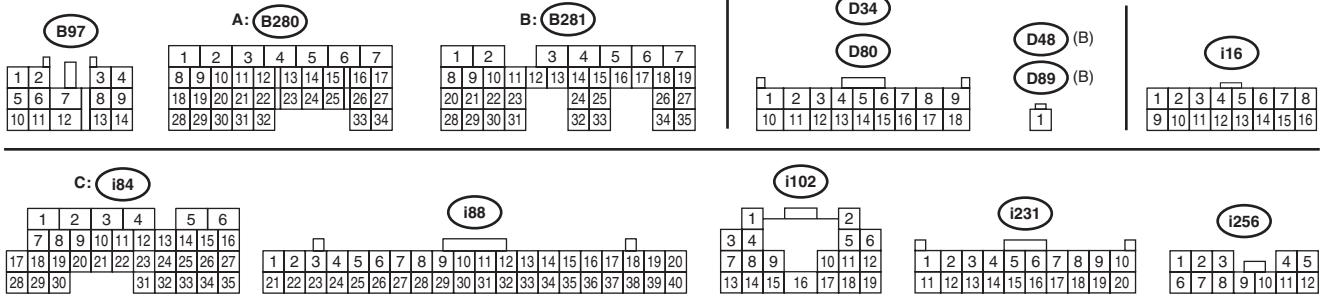 B97
1 2 3 4
5 6 7 8 9
10 11 12 13 14
A: B280
1 2 3 4 5 6 7
8 9 10 11 12 13 14 15 16 17
18 19 20 21 22 23 24 25 26 27
28 29 30 31 32 33 34
B: B281
1 2 3 4 5 6 7
8 9 10 11 12 13 14 15 16 17 18 19
20 21 22 23 24 25 26 27
28 29 30 31 32 33 34 35
D34
D80
1 2 3 4 5 6 7 8 9
10 11 12 13 14 15 16 17 18
D48 (B)
D89 (B)
1
i16
1 2 3 4 5 6 7 8
9 10 11 12 13 14 15 16
C: i84
1 2 3 4 5 6
7 8 9 10 11 12 13 14 15 16
17 18 19 20 21 22 23 24 25 26 27
28 29 30 31 32 33 34 35
i88
1 2 3 4 5 6 7 8 9 10 11 12 13 14 15 16 17 18 19 20
21 22 23 24 25 26 27 28 29 30 31 32 33 34 35 36 37 38 39 40
i102
1 2
3 4 5 6
7 8 9 10 11 12
13 14 15 16 17 18 19
i231
1 2 3 4 5 6 7 8 9 10
11 12 13 14 15 16 17 18 19 20
i256
1 2 3 4 5
6 7 8 9 10 11 12